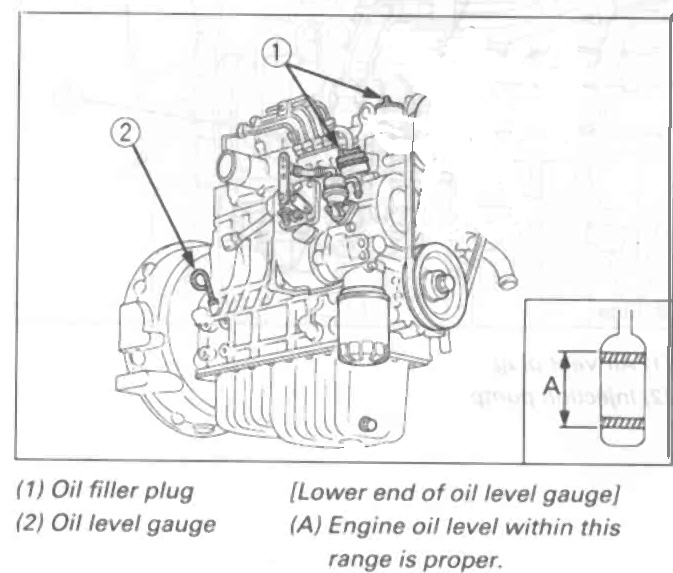 1
2
A
(1) Oil filler plug
(2) Oil level gauge
[Lower end of oil level gauge]
(A) Engine oil level within this
range is proper.